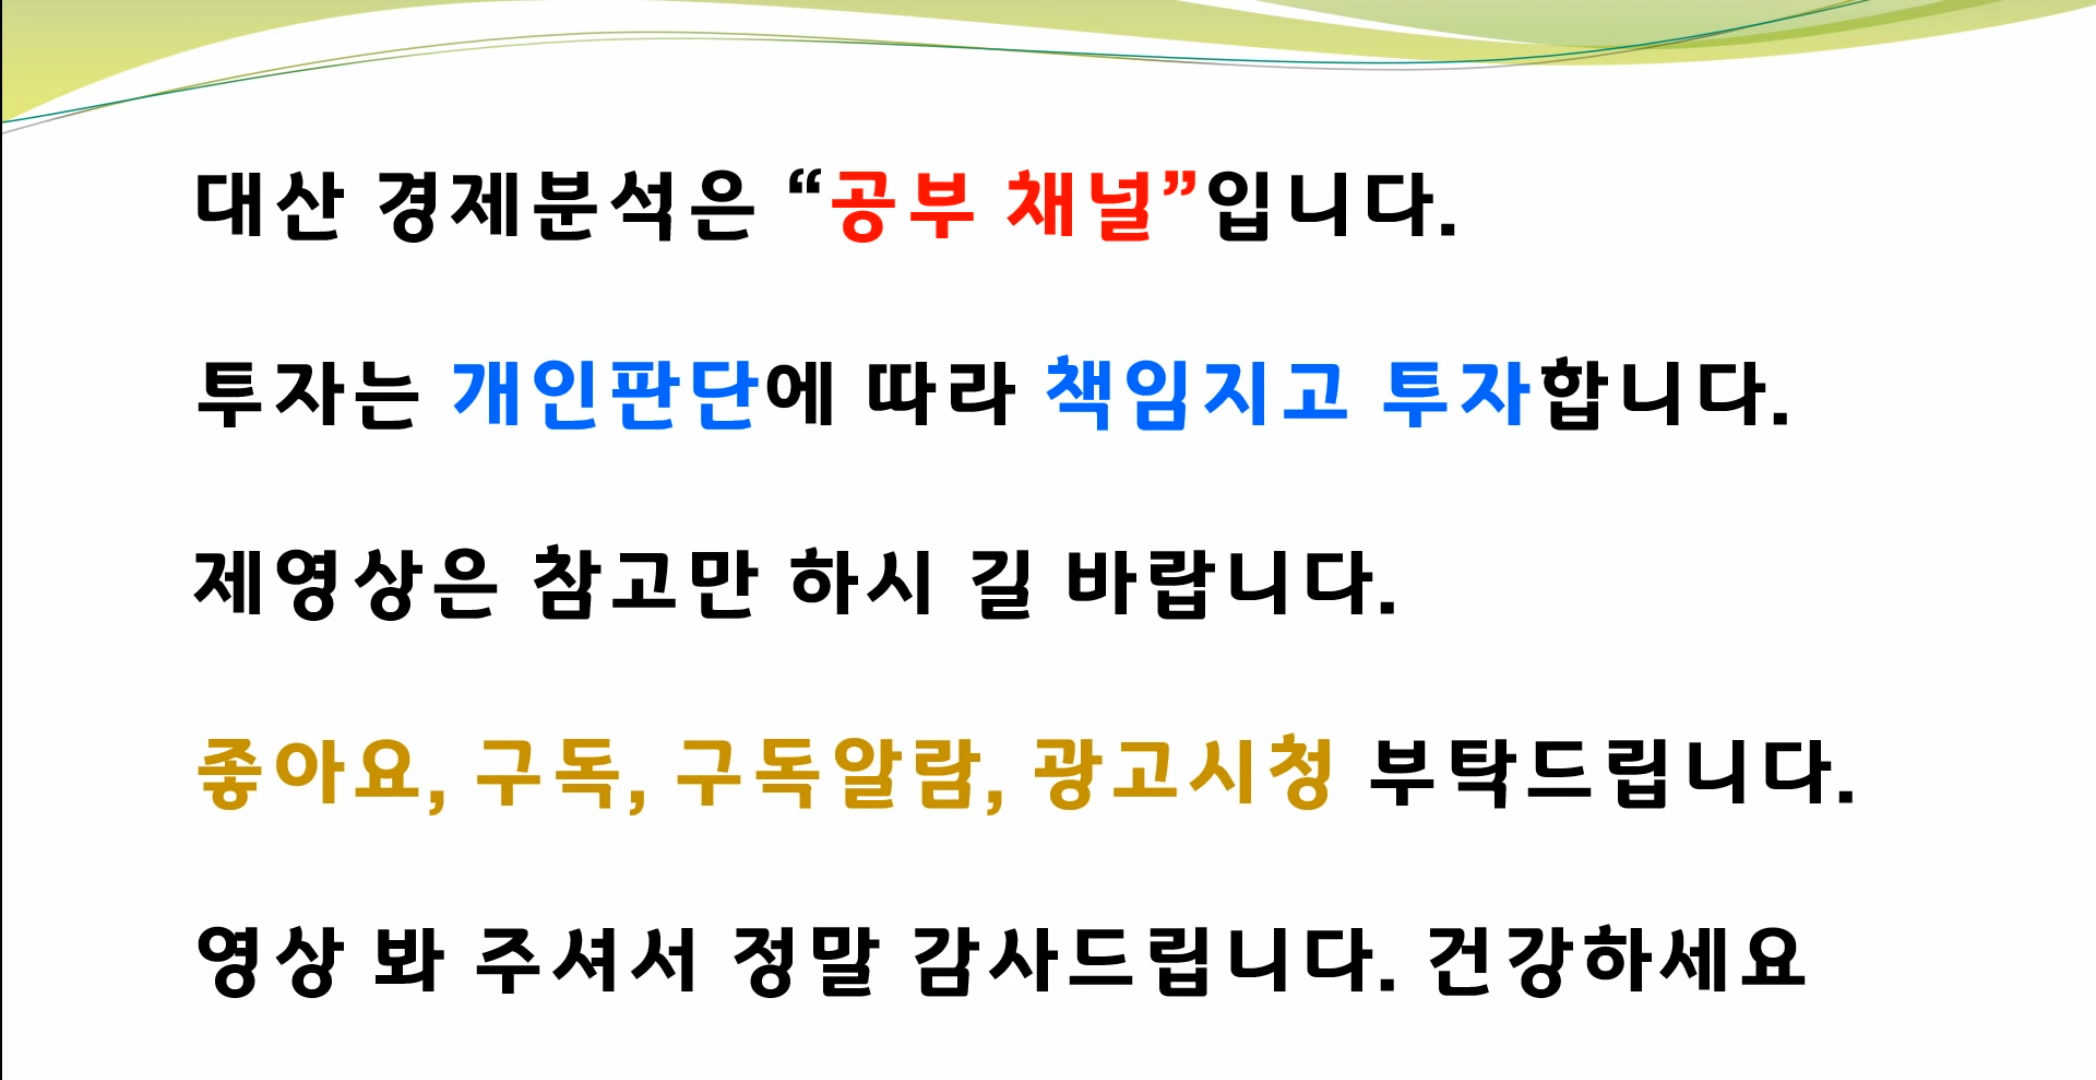 대산 경제분석은 “공부 채널”입니다.
투자는 개인판단에 따라 책임지고 투자합니다.
제영상은 참고만 하시 길 바랍니다.
좋아요, 구독, 구독알람, 광고시청 부탁드립니다.
영상 봐 주셔서 정말 감사드립니다. 건강하세요